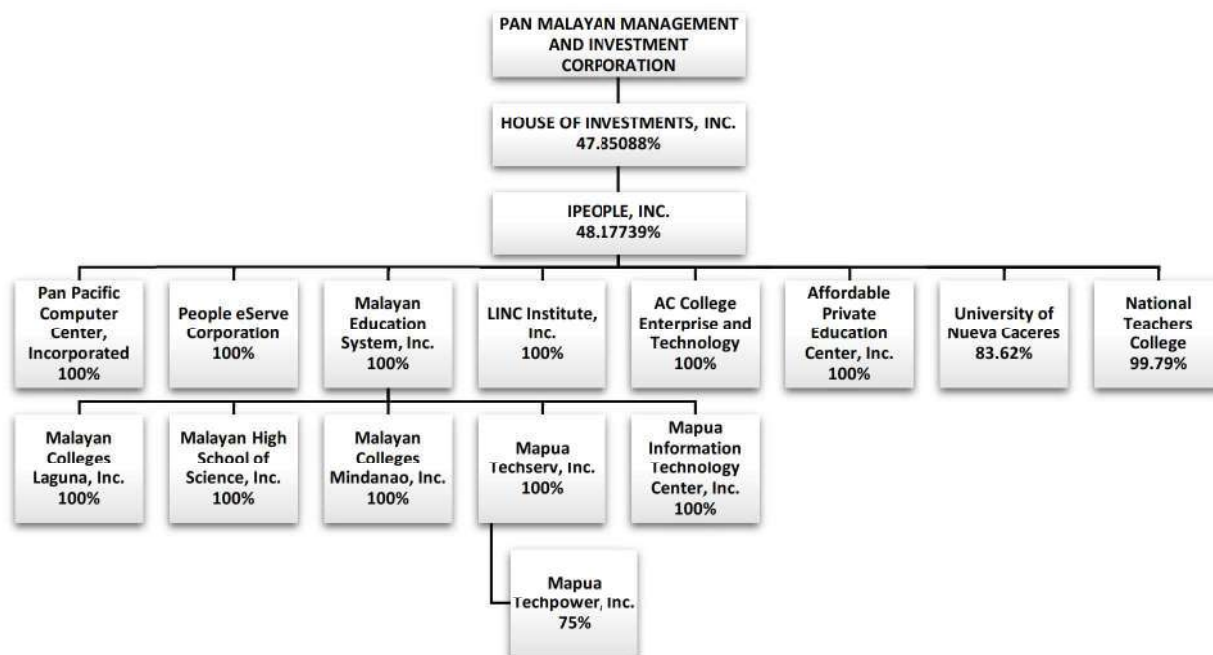 PAN MALAYAN MANAGEMENT
AND INVESTMENT
CORPORATION
HOUSE OF INVESTMENTS, INC.
47.85088%
IPEOPLE, INC.
48.17739%
Pan Pacific
Computer
Center,
Incorporated
100%
People eServe
Corporation
100%
Malayan
Education
System, Inc.
100%
LINC Institute,
Inc.
100%
AC College
Enterprise and
Technology
100%
Affordable
Private
Education
Center, Inc.
100%
University of
Nueva Caceres
83.62%
National
Teachers
College
99.79%
Malayan
Colleges
Laguna, Inc.
100%
Malayan High
School of
Science, Inc.
100%
Malayan
Colleges
Mindanao, Inc.
100%
Mapua
Techserv, Inc.
100%
Mapua
Information
Technology
Center, Inc.
100%
Mapua
Techpower, Inc.
75%